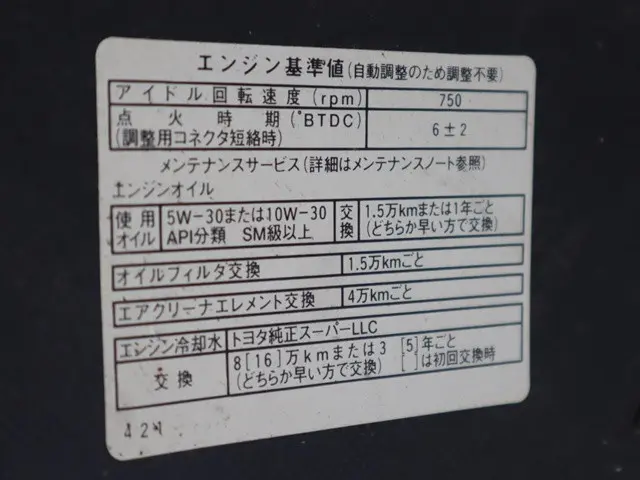 エンジン基準値(自動調整のため調整不要)
アイドル回転速度(rpm) 750
点火時期(°BTDC) 6±2
(調整用コネクタ短絡時)
メンテナンスサービス(詳細はメンテナンスノート参照)
エンジンオイル
使用 5W-30または10W-30 交 1.5万kmまたは1年ごと
オイル API分類 SM級以上 換 (どちらか早い方で交換)
オイルフィルタ交換 1.5万kmごと
エアクリーナエレメント交換 4万kmごと
エンジン冷却水 トヨタ純正スーパーLLC
交換 8[16]万kmまたは3[5]年ごと
(どちらか早い方で交換) [ ]は初回交換時
421